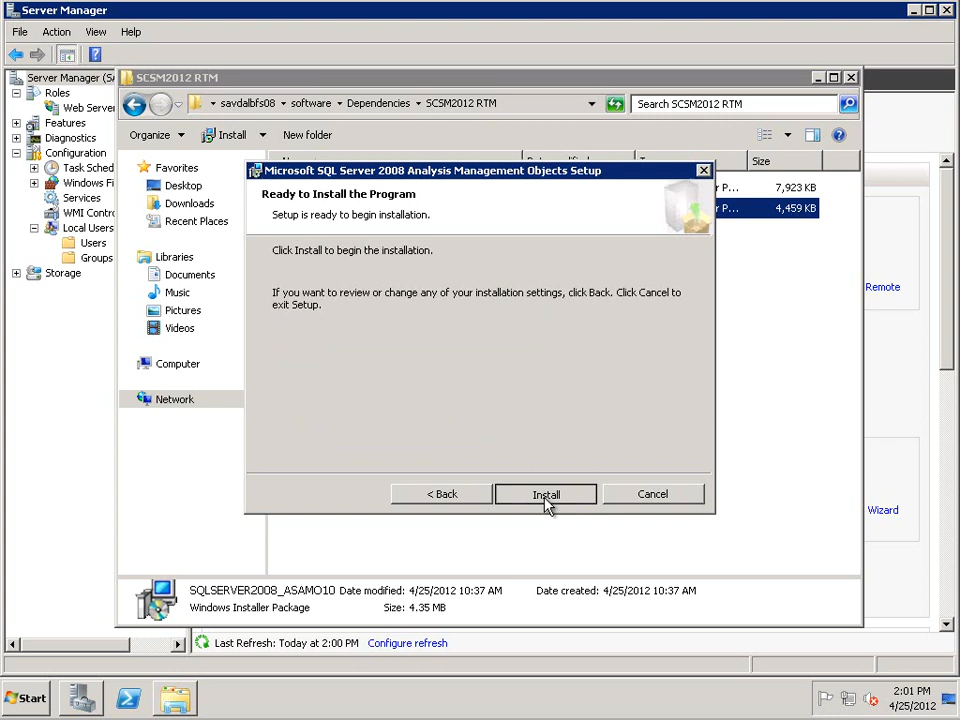 Server Manager
File Action View Help
Server Manager (SA
Roles
Web Server
Features
Diagnostics
Configuration
Task Sched
Windows Fi
Services
WMI Contro
Local Users
Users
Groups
Storage
SCSM2012 RTM
savdalbfs08 software Dependencies SCSM2012 RTM
Search SCSM2012 RTM
Organize Install New folder
Favorites
Desktop
Downloads
Recent Places
Libraries
Documents
Music
Pictures
Videos
Computer
Network
Size
r P... 7,923 KB
r P... 4,459 KB
Microsoft SQL Server 2008 Analysis Management Objects Setup
Ready to Install the Program
Setup is ready to begin installation.
Click Install to begin the installation.
If you want to review or change any of your installation settings, click Back. Click Cancel to
exit Setup.
< Back Install Cancel
Remote
Wizard
SQLSERVER2008_ASAMO10 Date modified: 4/25/2012 10:37 AM Date created: 4/25/2012 10:37 AM
Windows Installer Package Size: 4.35 MB
Last Refresh: Today at 2:00 PM Configure refresh
Start
2:01 PM
4/25/2012